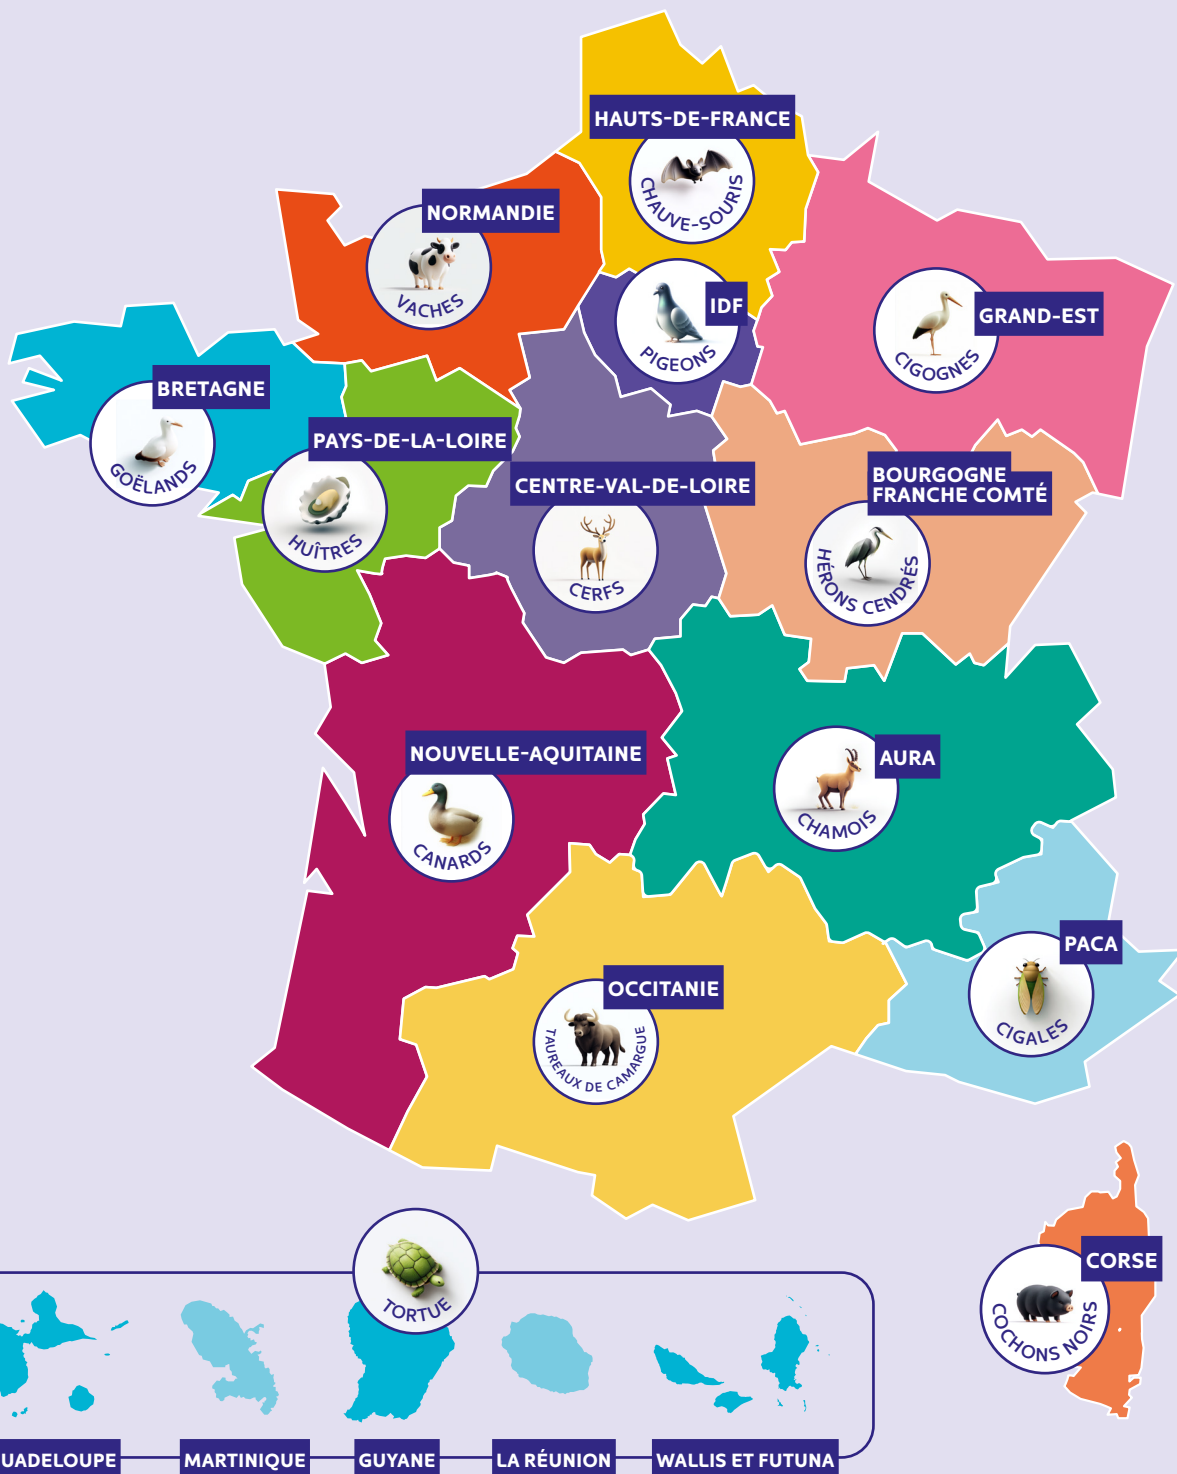 HAUTS-DE-FRANCE
CHAUVE-SOURIS
NORMANDIE
VACHES
IDF
PIGEONS
GRAND-EST
CIGOGNES
BRETAGNE
GOËLANDS
PAYS-DE-LA-LOIRE
HUÎTRES
CENTRE-VAL-DE-LOIRE
CERFS
BOURGOGNE
FRANCHE COMTÉ
HÉRONS CENDRÉS
NOUVELLE-AQUITAINE
CANARDS
AURA
CHAMOIS
PACA
CIGALES
OCCITANIE
TAUREAUX DE CAMARGUE
CORSE
COCHONS NOIRS
TORTUE
UADELOUPE
MARTINIQUE
GUYANE
LA RÉUNION
WALLIS ET FUTUNA